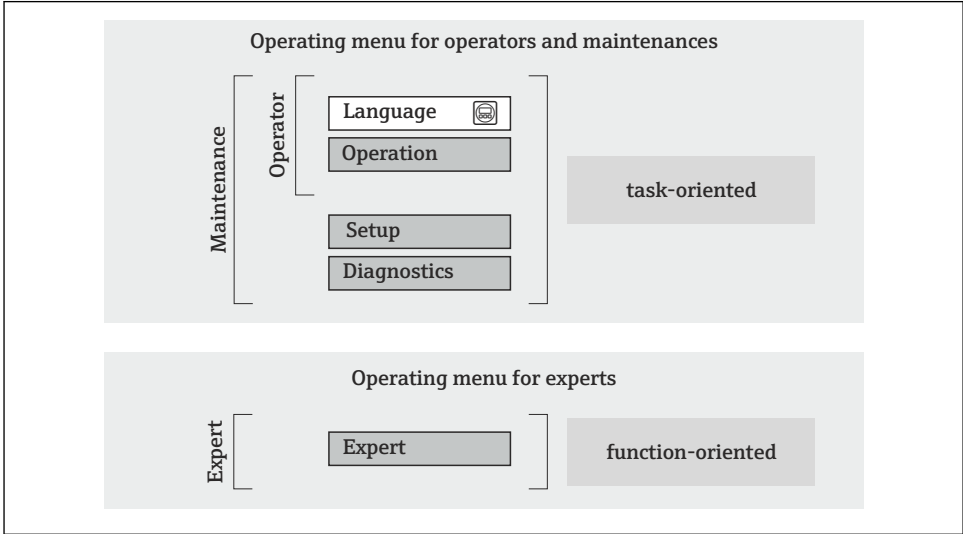 Operating menu for operators and maintenances
Maintenance
Operator
Language
Operation
Setup
Diagnostics
task-oriented
Operating menu for experts
Expert
Expert
function-oriented